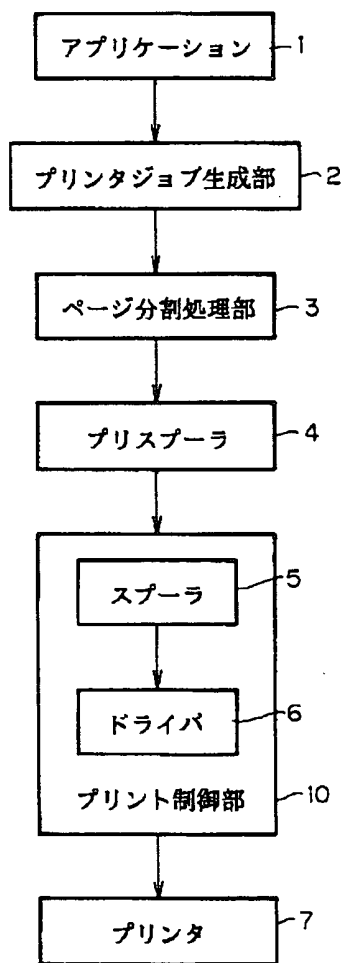 アプリケーション 1
プリンタジョブ生成部 2
ページ分割処理部 3
プリスプーラ 4
スプーラ 5
ドライバ 6
プリント制御部 10
プリンタ 7